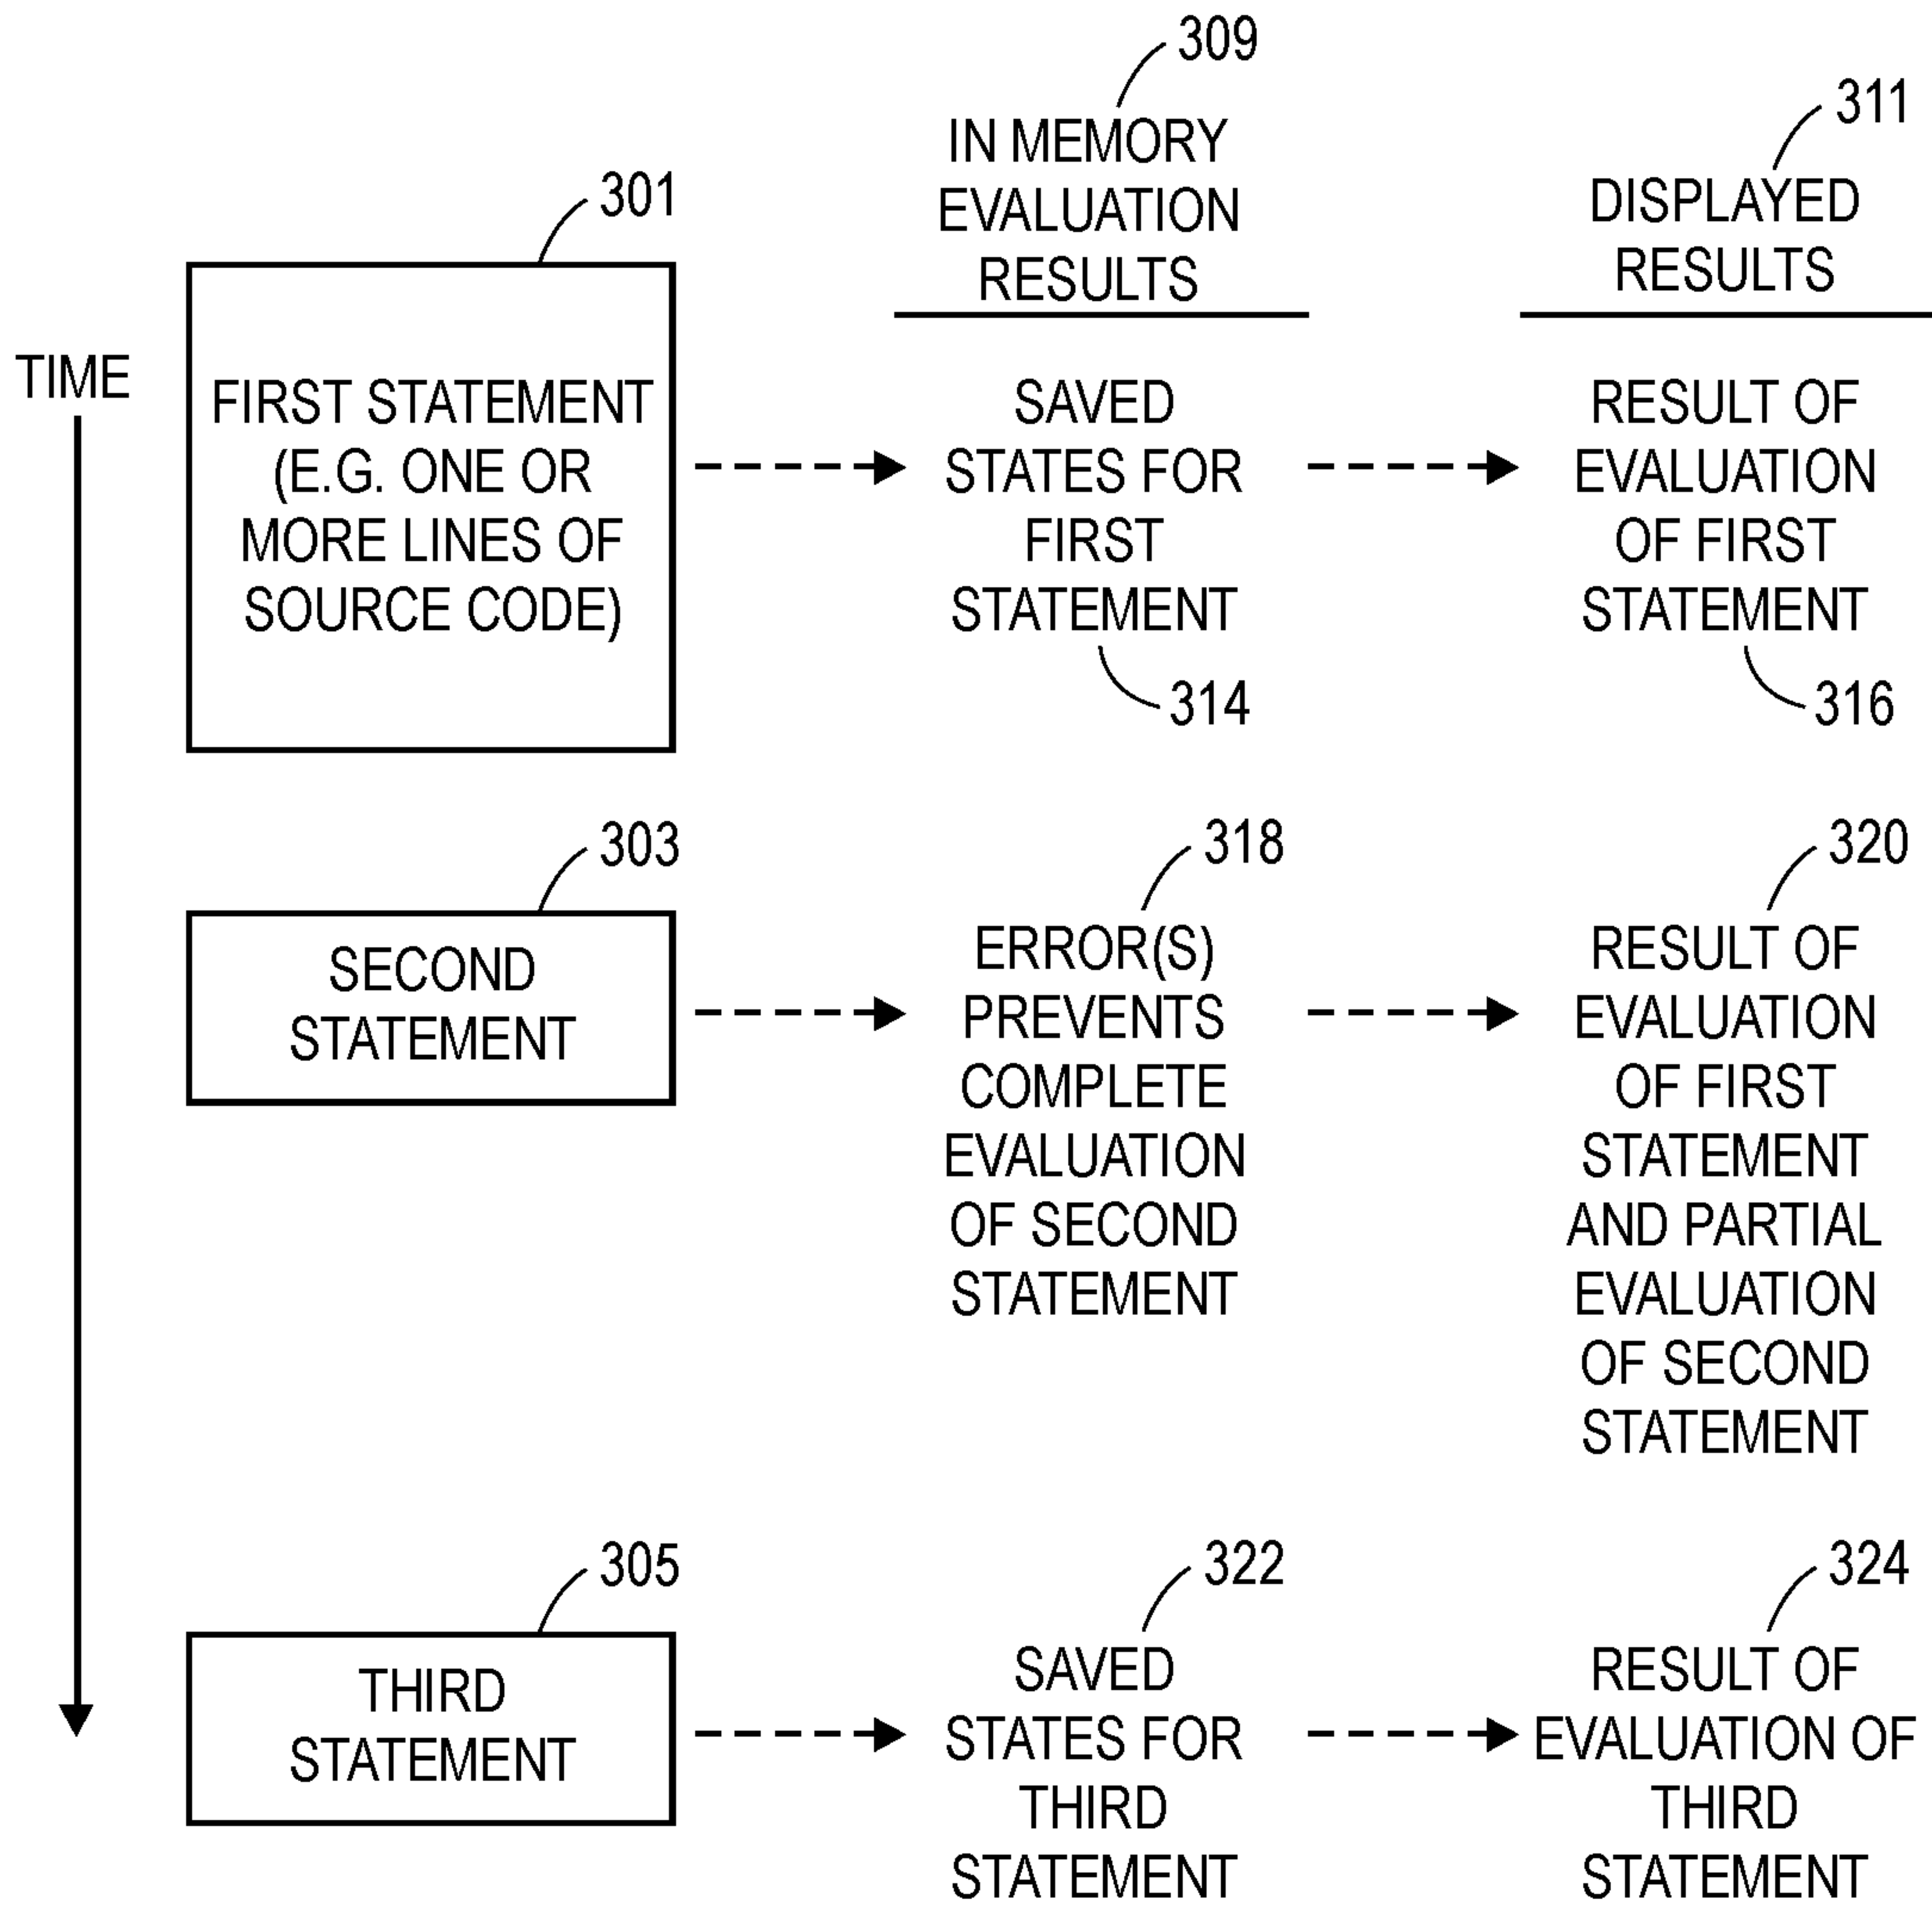 309
IN MEMORY
EVALUATION
RESULTS
311
DISPLAYED
RESULTS
TIME
301
FIRST STATEMENT
(E.G. ONE OR
MORE LINES OF
SOURCE CODE)
SAVED
STATES FOR
FIRST
STATEMENT
314
RESULT OF
EVALUATION
OF FIRST
STATEMENT
316
303
SECOND
STATEMENT
318
ERROR(S)
PREVENTS
COMPLETE
EVALUATION
OF SECOND
STATEMENT
320
RESULT OF
EVALUATION
OF FIRST
STATEMENT
AND PARTIAL
EVALUATION
OF SECOND
STATEMENT
305
THIRD
STATEMENT
322
SAVED
STATES FOR
THIRD
STATEMENT
324
RESULT OF
EVALUATION OF
THIRD
STATEMENT